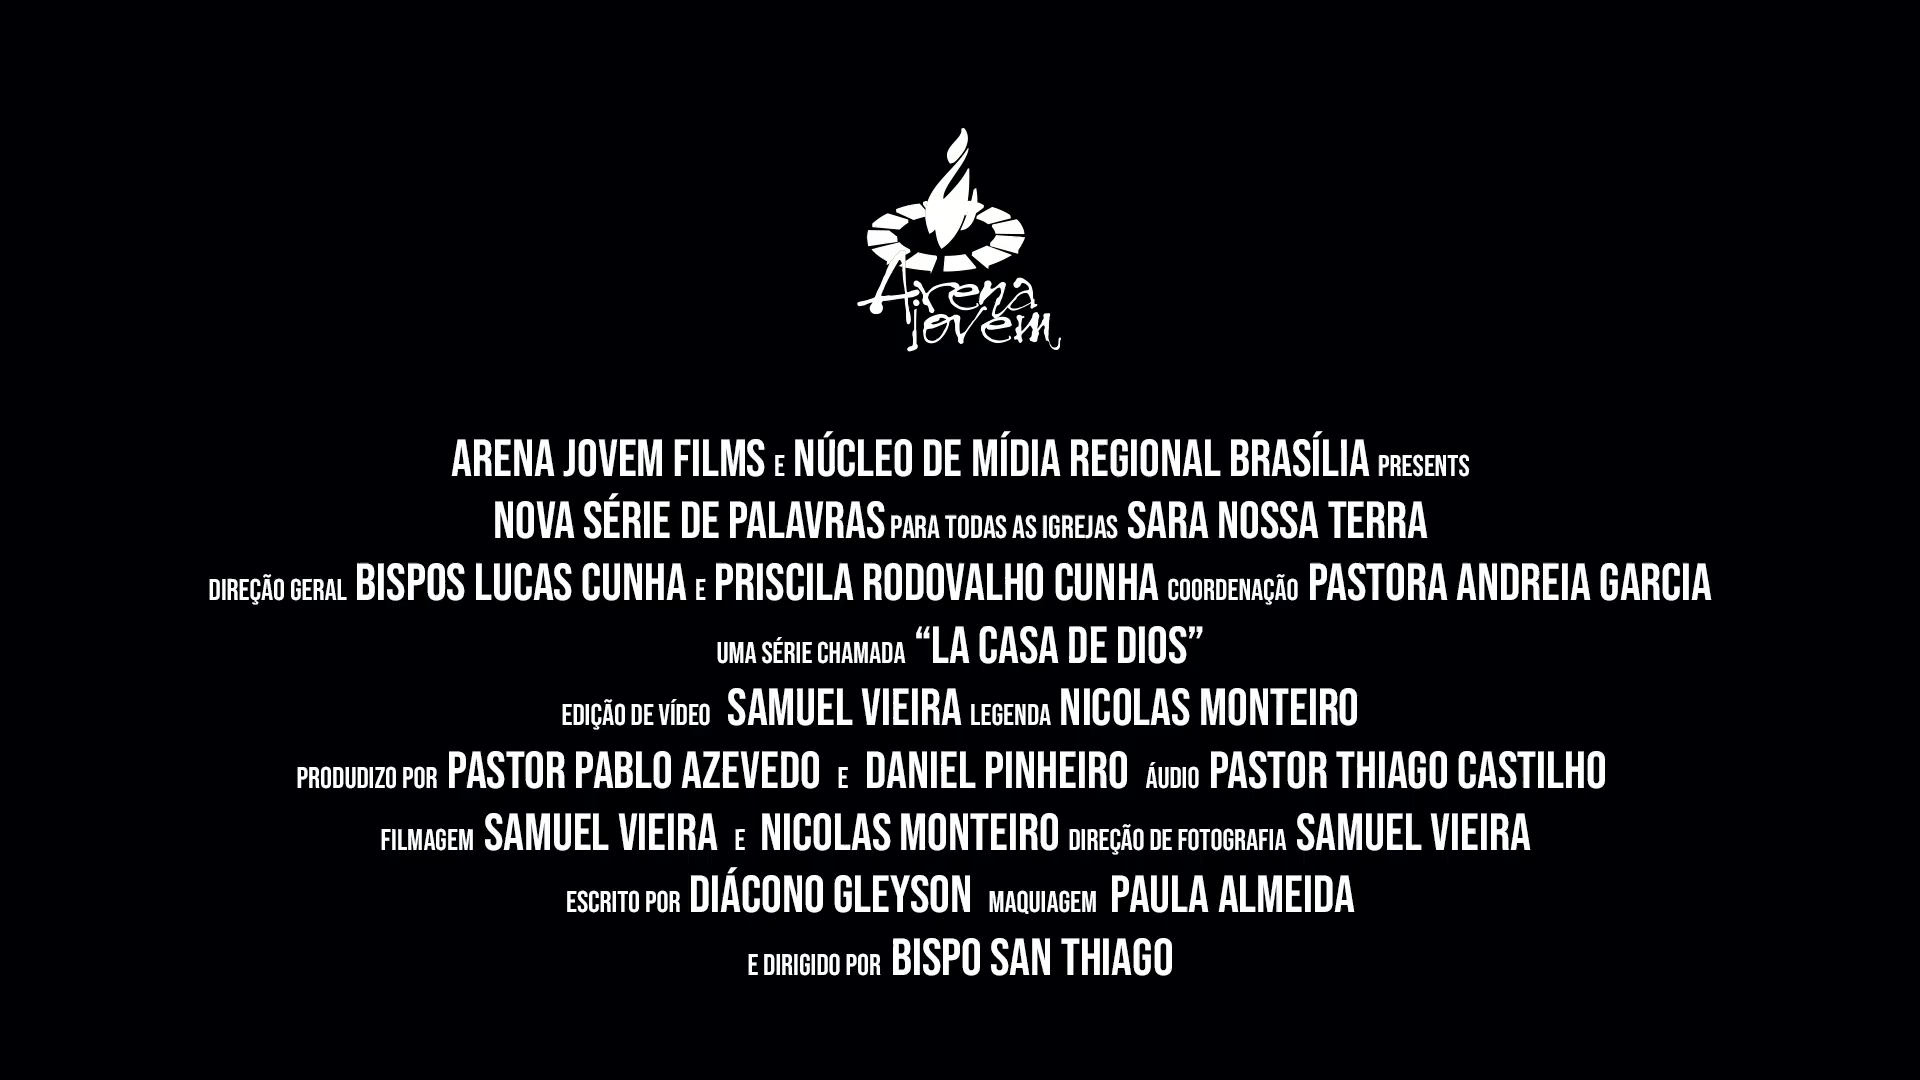 Arena
Jovem
ARENA JOVEM FILMS E NÚCLEO DE MÍDIA REGIONAL BRASÍLIA PRESENTS
NOVA SÉRIE DE PALAVRAS PARA TODAS AS IGREJAS SARA NOSSA TERRA
DIREÇÃO GERAL BISPOS LUCAS CUNHA E PRISCILA RODOVALHO CUNHA COORDENAÇÃO PASTORA ANDREIA GARCIA
UMA SÉRIE CHAMADA “LA CASA DE DIOS”
EDIÇÃO DE VÍDEO SAMUEL VIEIRA LEGENDA NICOLAS MONTEIRO
PRODUDIZO POR PASTOR PABLO AZEVEDO E DANIEL PINHEIRO ÁUDIO PASTOR THIAGO CASTILHO
FILMAGEM SAMUEL VIEIRA E NICOLAS MONTEIRO DIREÇÃO DE FOTOGRAFIA SAMUEL VIEIRA
ESCRITO POR DIÁCONO GLEYSON MAQUIAGEM PAULA ALMEIDA
E DIRIGIDO POR BISPO SAN THIAGO